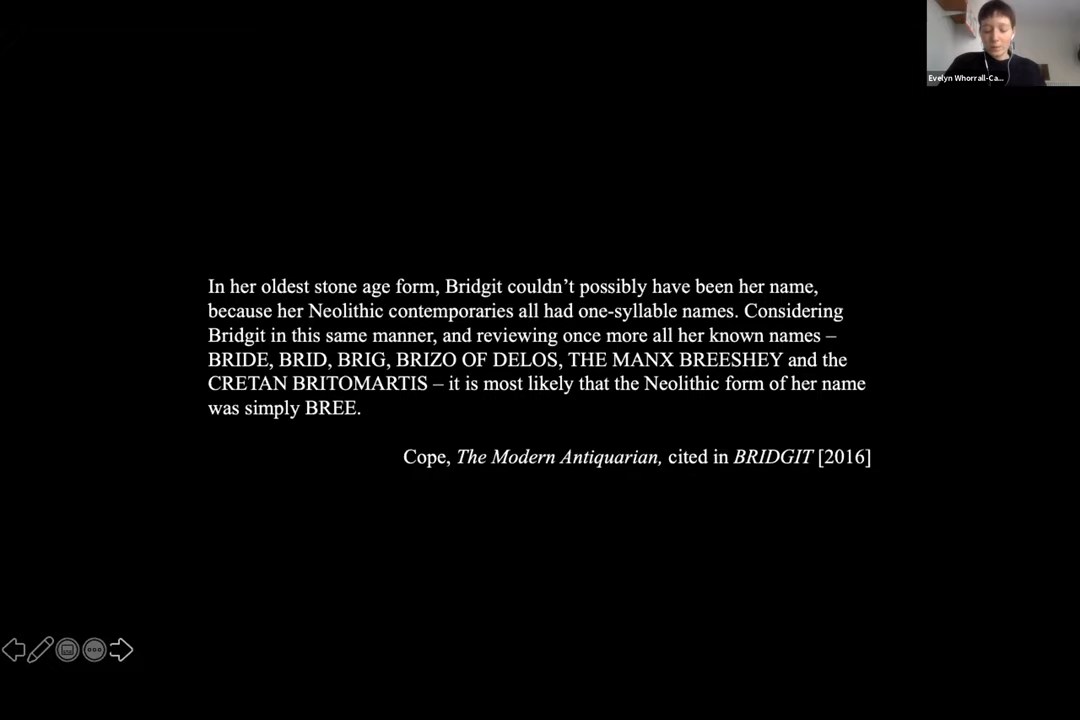 Evelyn Whorrall-Ca...
In her oldest stone age form, Bridgit couldn’t possibly have been her name,
because her Neolithic contemporaries all had one-syllable names. Considering
Bridgit in this same manner, and reviewing once more all her known names –
BRIDE, BRID, BRIG, BRIZO OF DELOS, THE MANX BREESHEY and the
CRETAN BRITOMARTIS – it is most likely that the Neolithic form of her name
was simply BREE.
Cope, The Modern Antiquarian, cited in BRIDGIT [2016]